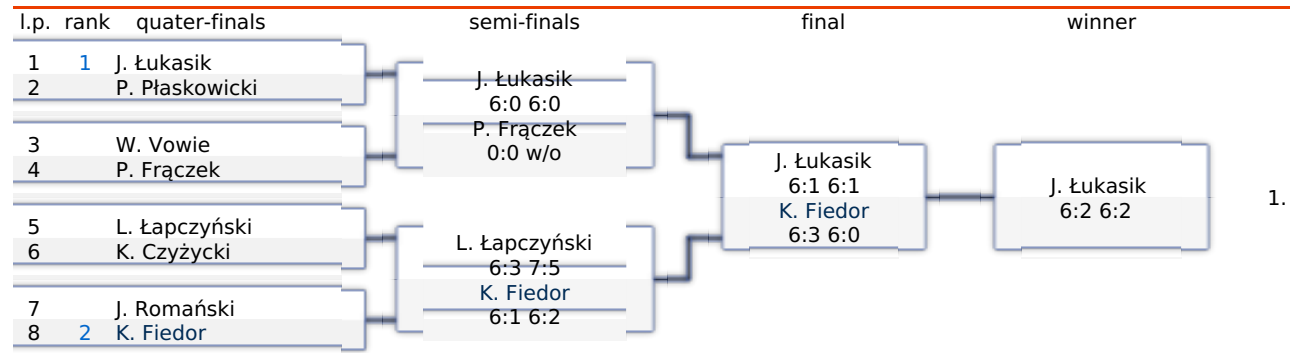 l.p. rank quater-finals semi-finals final winner
1 1 J. Łukasik
2 P. Płaskowicki
3 W. Vowie
4 P. Frączek
5 L. Łapczyński
6 K. Czyżycki
7 J. Romański
8 2 K. Fiedor
J. Łukasik
6:0 6:0
P. Frączek
0:0 w/o
L. Łapczyński
6:3 7:5
K. Fiedor
6:1 6:2
J. Łukasik
6:1 6:1
K. Fiedor
6:3 6:0
J. Łukasik
6:2 6:2
1.